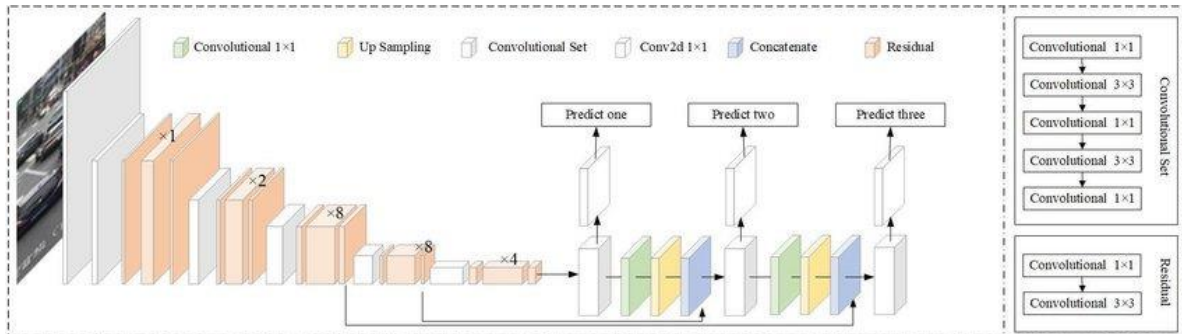 Convolutional 1×1
Up Sampling
Convolutional Set
Conv2d 1×1
Concatenate
Residual
×1
×2
×8
×8
×4
Predict one
Predict two
Predict three
Convolutional 1×1
Convolutional 3×3
Convolutional 1×1
Convolutional 3×3
Convolutional 1×1
Convolutional Set
Convolutional 1×1
Convolutional 3×3
Residual